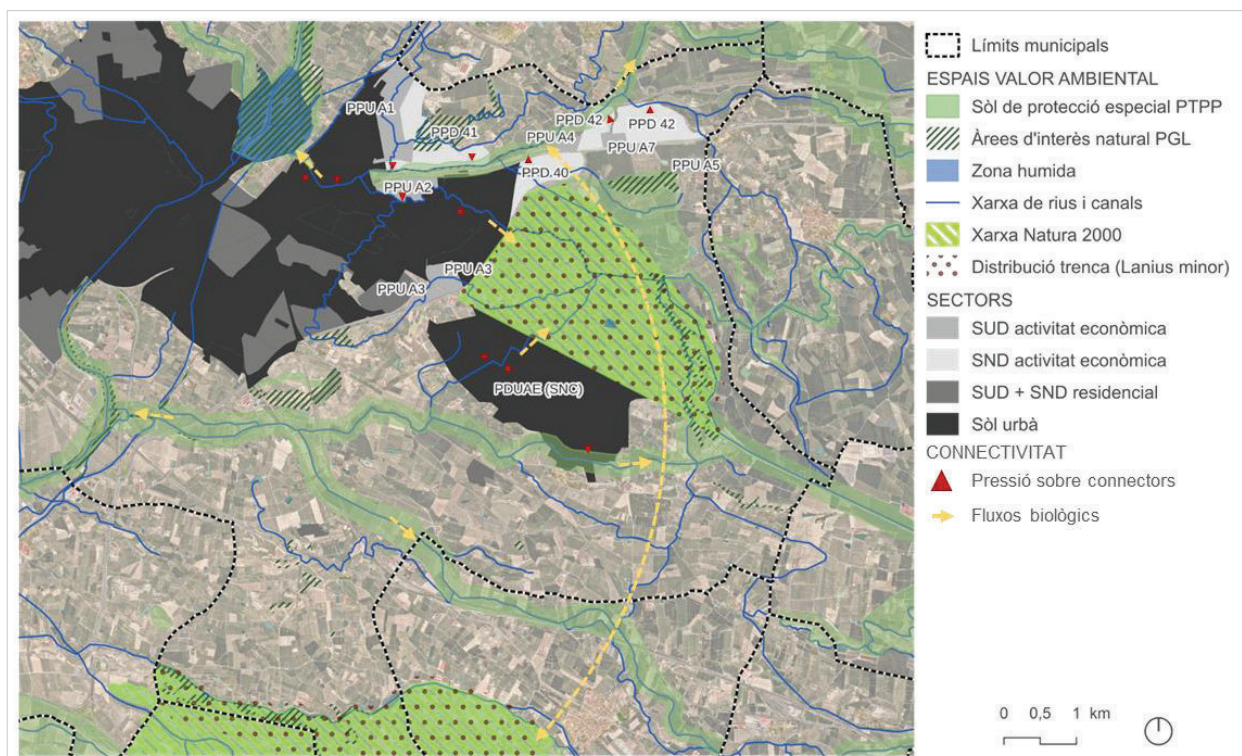 PPU A1
PPD 41
PPD 42
PPD 42
PPU A4
PPU A7
PPU A5
PPD.40
PPU A2
PPU A3
PPU A3
PDUAE (SNC)
Límits municipals
ESPAIS VALOR AMBIENTAL
Sòl de protecció especial PTPP
Àrees d'interès natural PGL
Zona humida
Xarxa de rius i canals
Xarxa Natura 2000
Distribució trenca (Lanius minor)
SECTORS
SUD activitat econòmica
SND activitat econòmica
SUD + SND residencial
Sòl urbà
CONNECTIVITAT
Pressió sobre connectors
Fluxos biològics
0 0,5 1 km